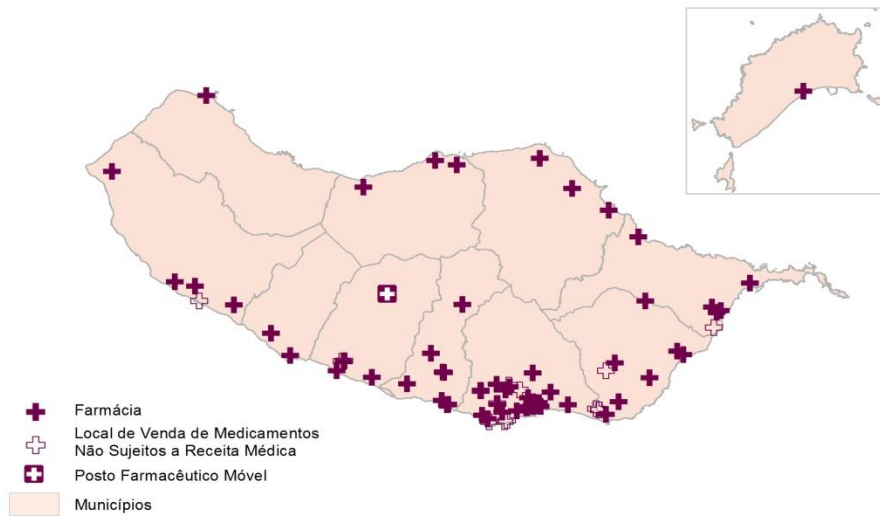 Farmácia
Local de Venda de Medicamentos
Não Sujeitos a Receita Médica
Posto Farmacêutico Móvel
Municípios